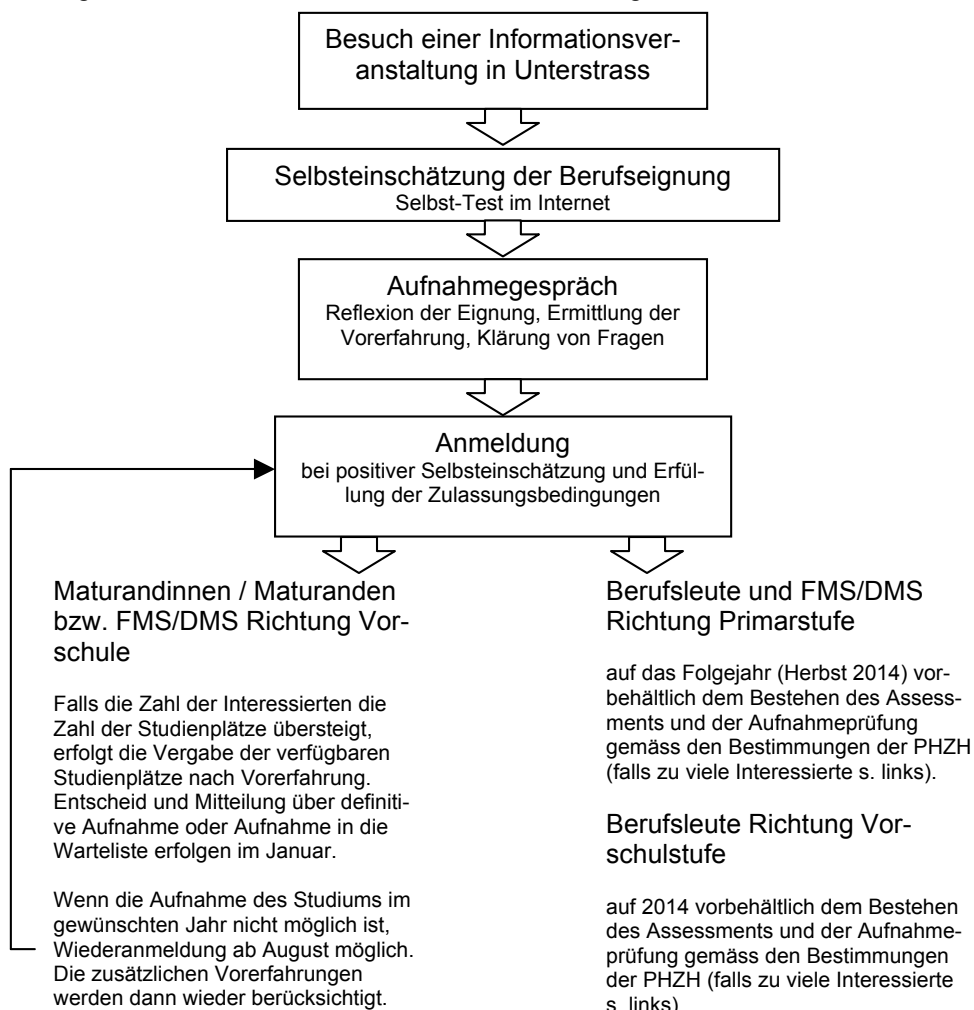 Besuch einer Informationsver-
anstaltung in Unterstrass
Selbsteinschätzung der Berufseignung
Selbst-Test im Internet
Aufnahmegespräch
Reflexion der Eignung, Ermittlung der
Vorerfahrung, Klärung von Fragen
Anmeldung
bei positiver Selbsteinschätzung und Erfül-
lung der Zulassungsbedingungen
Maturandinnen / Maturanden
bzw. FMS/DMS Richtung Vor-
schule
Falls die Zahl der Interessierten die
Zahl der Studienplätze übersteigt,
erfolgt die Vergabe der verfügbaren
Studienplätze nach Vorerfahrung.
Entscheid und Mitteilung über definiti-
ve Aufnahme oder Aufnahme in die
Warteliste erfolgen im Januar.
Wenn die Aufnahme des Studiums im
gewünschten Jahr nicht möglich ist,
Wiederanmeldung ab August möglich.
Die zusätzlichen Vorerfahrungen
werden dann wieder berücksichtigt.
Berufsleute und FMS/DMS
Richtung Primarstufe
auf das Folgejahr (Herbst 2014) vor-
behältlich dem Bestehen des Assess-
ments und der Aufnahmeprüfung
gemäss den Bestimmungen der PHZH
(falls zu viele Interessierte s. links).
Berufsleute Richtung Vor-
schulstufe
auf 2014 vorbehältlich dem Bestehen
des Assessments und der Aufnahme-
prüfung gemäss den Bestimmungen
der PHZH (falls zu viele Interessierte
s. links)